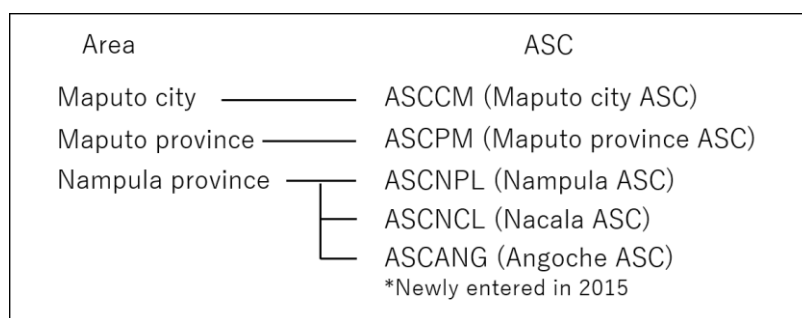 Area ASC
Maputo city ASCCM (Maputo city ASC)
Maputo province ASCPM (Maputo province ASC)
Nampula province ASCNPL (Nampula ASC)
ASCNCL (Nacala ASC)
ASCANG (Angoche ASC)
*Newly entered in 2015